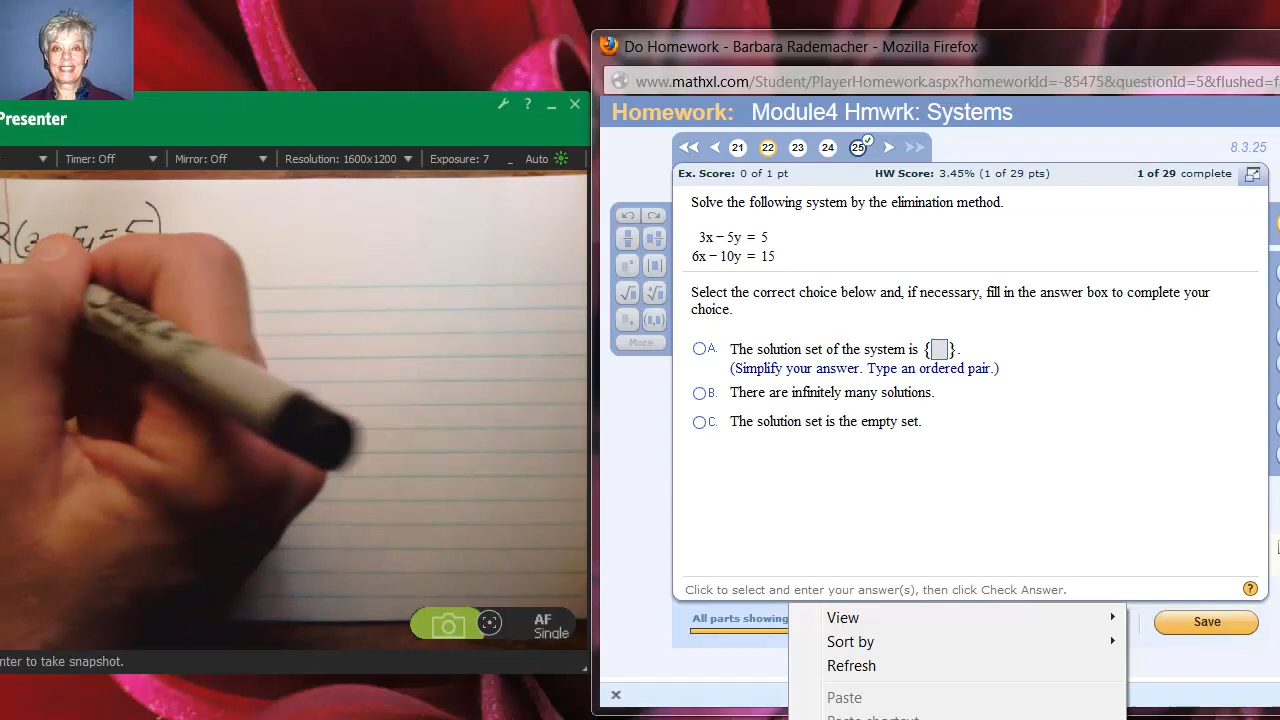 Do Homework - Barbara Rademacher - Mozilla Firefox
www.mathxl.com/Student/PlayerHomework.aspx?homeworkId=-85475&questionId=5&flushed=f
Presenter
Homework: Module4 Hmwrk: Systems
Timer: Off Mirror: Off Resolution: 1600x1200 Exposure: 7 Auto
21 22 23 24 25
8.3.25
Ex. Score: 0 of 1 pt HW Score: 3.45% (1 of 29 pts) 1 of 29 complete
Solve the following system by the elimination method.
3x − 5y = 5
6x − 10y = 15
Select the correct choice below and, if necessary, fill in the answer box to complete your
choice.
A. The solution set of the system is { }.
(Simplify your answer. Type an ordered pair.)
B. There are infinitely many solutions.
C. The solution set is the empty set.
More
Click to select and enter your answer(s), then click Check Answer.
?
All parts showing
Save
View
Sort by
Refresh
Paste
Paste shortcut
AF
Single
nter to take snapshot.